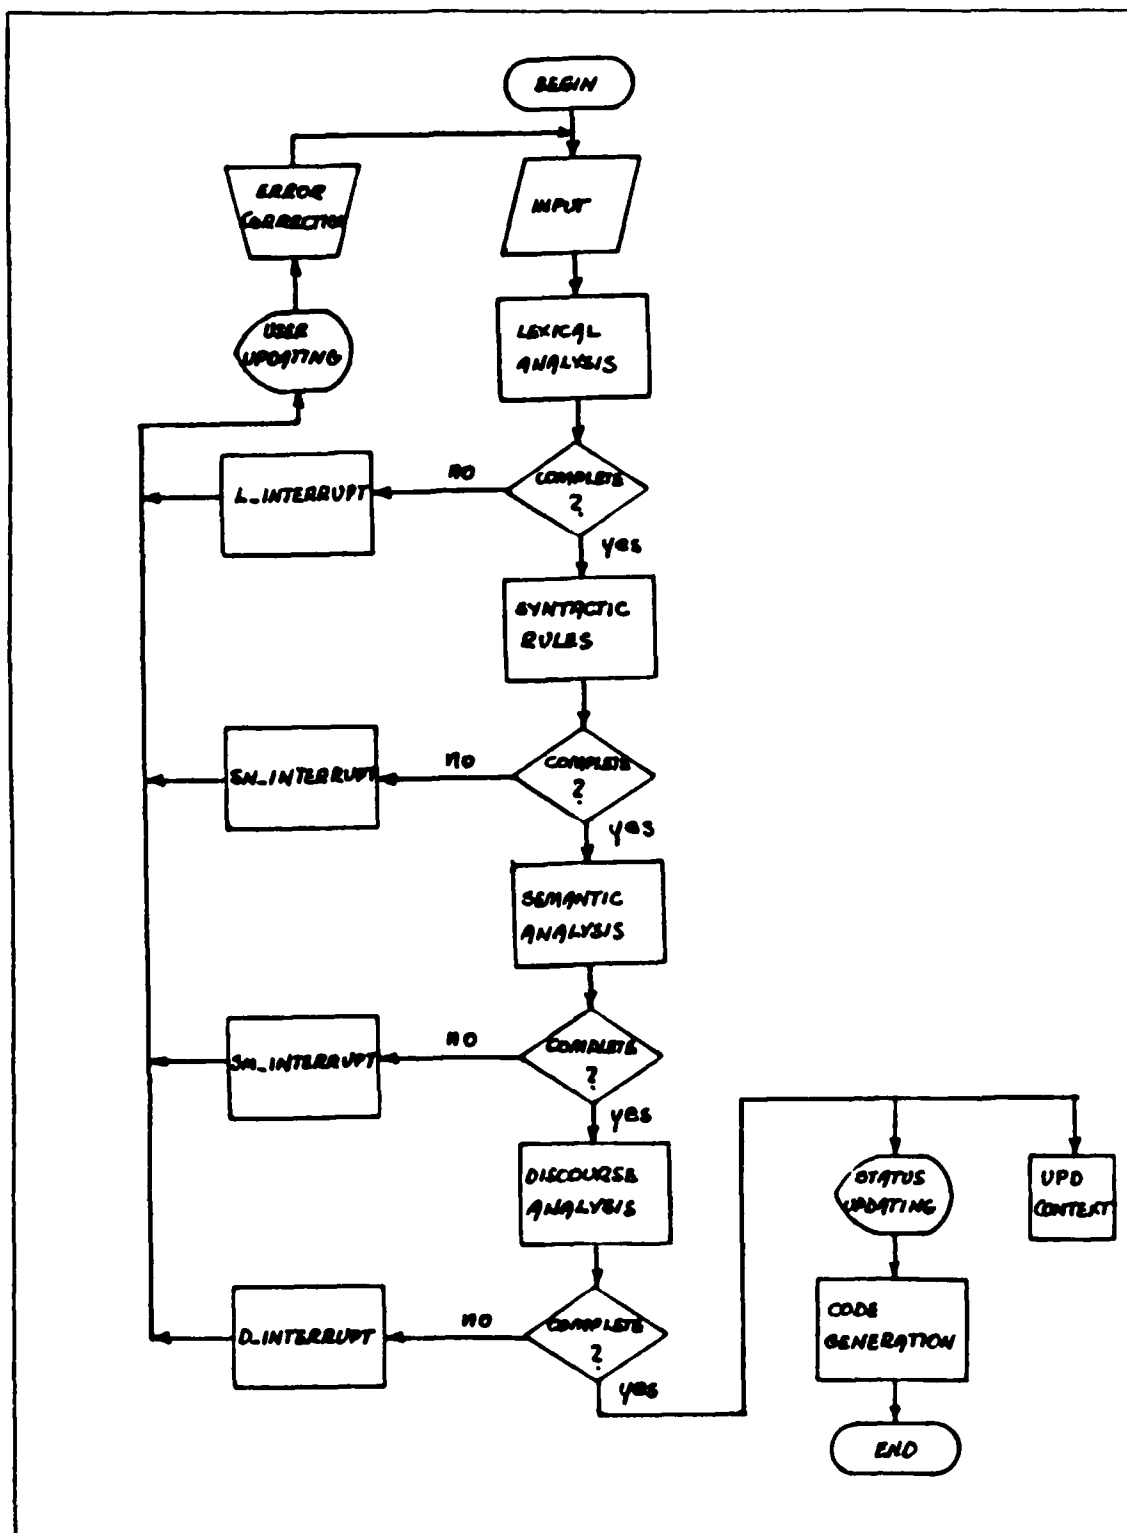 BEGIN
ERROR
CORRECTION
INPUT
USER
UPDATING
LEXICAL
ANALYSIS
COMPLETE
?
no
L_INTERRUPT
yes
SYNTACTIC
RULES
COMPLETE
?
no
SN_INTERRUPT
yes
SEMANTIC
ANALYSIS
COMPLETE
?
no
SM_INTERRUPT
yes
DISCOURSE
ANALYSIS
STATUS
UPDATING
UPD
CONTEXT
COMPLETE
?
no
D_INTERRUPT
yes
CODE
GENERATION
END